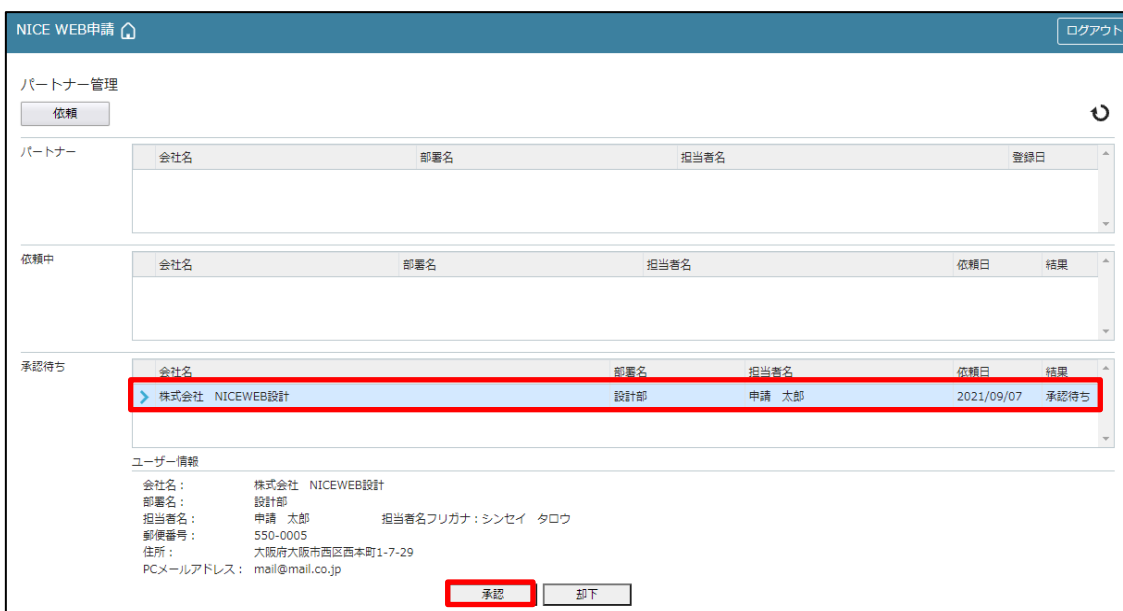 NICE WEB申請 ログアウト
パートナー管理
依頼
パートナー
会社名 部署名 担当者名 登録日
依頼中
会社名 部署名 担当者名 依頼日 結果
承認待ち
会社名 部署名 担当者名 依頼日 結果
株式会社　NICEWEB設計 設計部 申請　太郎 2021/09/07 承認待ち
ユーザー情報
会社名： 株式会社　NICEWEB設計
部署名： 設計部
担当者名： 申請　太郎 担当者名フリガナ：シンセイ　タロウ
郵便番号： 550-0005
住所： 大阪府大阪市西区西本町1-7-29
PCメールアドレス： mail@mail.co.jp
承認 却下